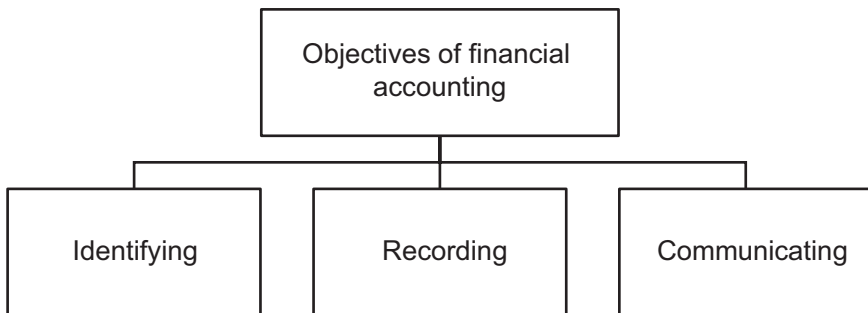 Objectives of financial
accounting
Identifying
Recording
Communicating